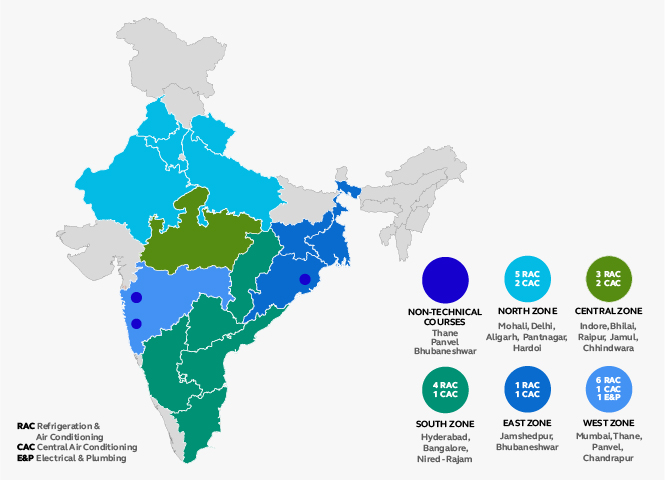 NON-TECHNICAL
COURSES
Thane
Panvel
Bhubaneshwar
5 RAC
2 CAC
NORTH ZONE
Mohali, Delhi,
Aligarh, Pantnagar,
Hardoi
3 RAC
2 CAC
CENTRAL ZONE
Indore, Bhilai,
Raipur, Jamul,
Chhindwara
4 RAC
1 CAC
SOUTH ZONE
Hyderabad,
Bangalore,
Nired-Rajam
1 RAC
1 CAC
EAST ZONE
Jamshedpur,
Bhubaneshwar
6 RAC
1 CAC
1 E&P
WEST ZONE
Mumbai, Thane,
Panvel,
Chandrapur
RAC Refrigeration &
Air Conditioning
CAC Central Air Conditioning
E&P Electrical & Plumbing